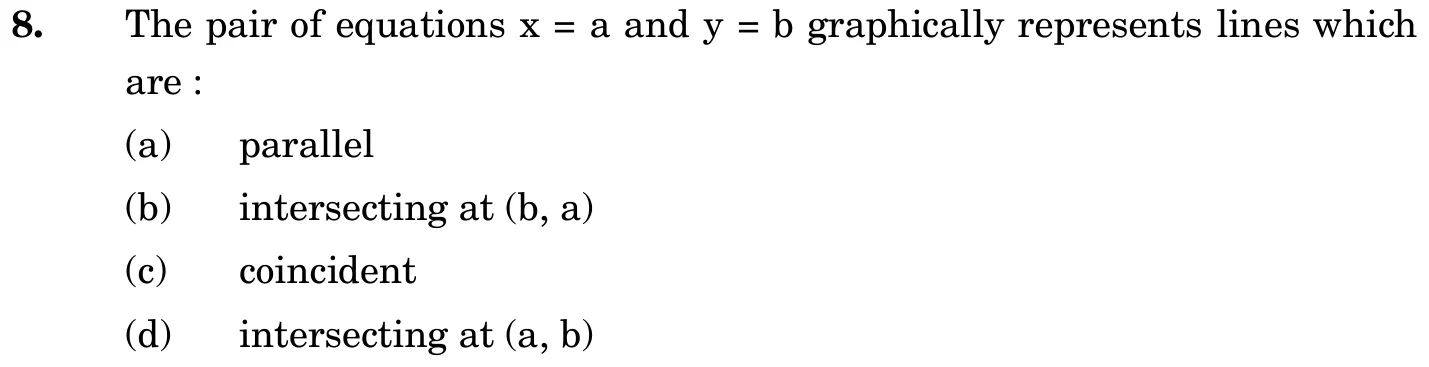 8. The pair of equations x = a and y = b graphically represents lines which
are :
(a) parallel
(b) intersecting at (b, a)
(c) coincident
(d) intersecting at (a, b)